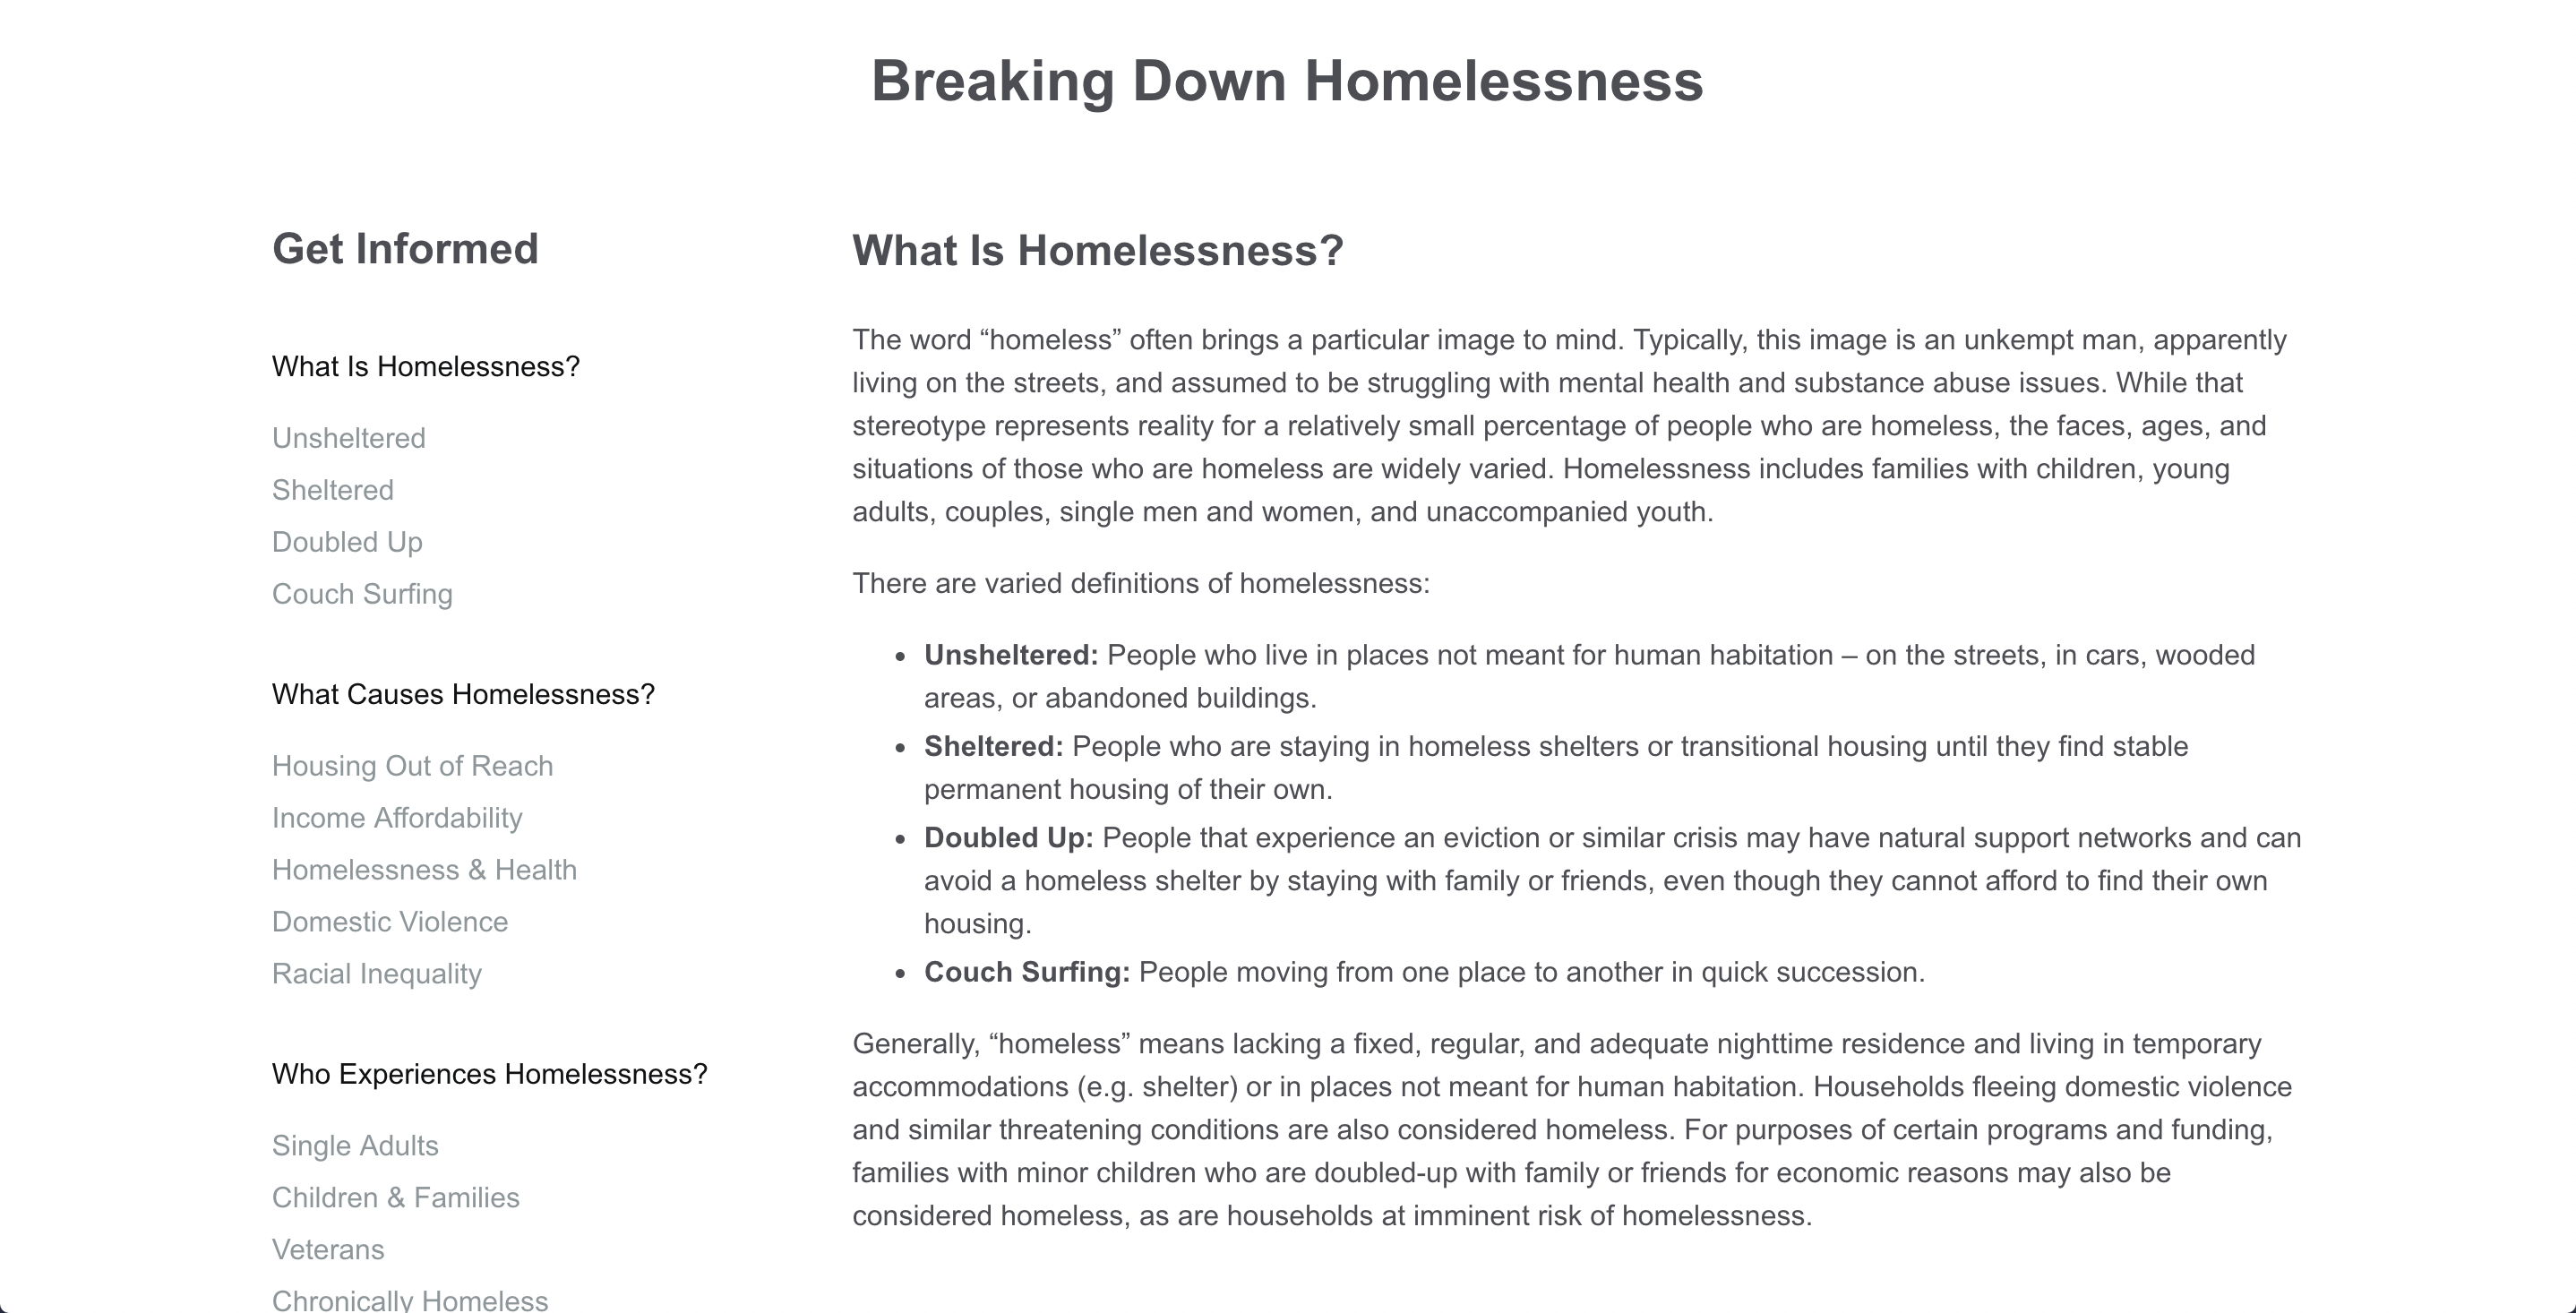 Breaking Down Homelessness
Get Informed
What Is Homelessness?
Unsheltered
Sheltered
Doubled Up
Couch Surfing
What Causes Homelessness?
Housing Out of Reach
Income Affordability
Homelessness & Health
Domestic Violence
Racial Inequality
Who Experiences Homelessness?
Single Adults
Children & Families
Veterans
Chronically Homeless
What Is Homelessness?
The word “homeless” often brings a particular image to mind. Typically, this image is an unkempt man, apparently
living on the streets, and assumed to be struggling with mental health and substance abuse issues. While that
stereotype represents reality for a relatively small percentage of people who are homeless, the faces, ages, and
situations of those who are homeless are widely varied. Homelessness includes families with children, young
adults, couples, single men and women, and unaccompanied youth.
There are varied definitions of homelessness:
• Unsheltered: People who live in places not meant for human habitation – on the streets, in cars, wooded
areas, or abandoned buildings.
• Sheltered: People who are staying in homeless shelters or transitional housing until they find stable
permanent housing of their own.
• Doubled Up: People that experience an eviction or similar crisis may have natural support networks and can
avoid a homeless shelter by staying with family or friends, even though they cannot afford to find their own
housing.
• Couch Surfing: People moving from one place to another in quick succession.
Generally, “homeless” means lacking a fixed, regular, and adequate nighttime residence and living in temporary
accommodations (e.g. shelter) or in places not meant for human habitation. Households fleeing domestic violence
and similar threatening conditions are also considered homeless. For purposes of certain programs and funding,
families with minor children who are doubled-up with family or friends for economic reasons may also be
considered homeless, as are households at imminent risk of homelessness.